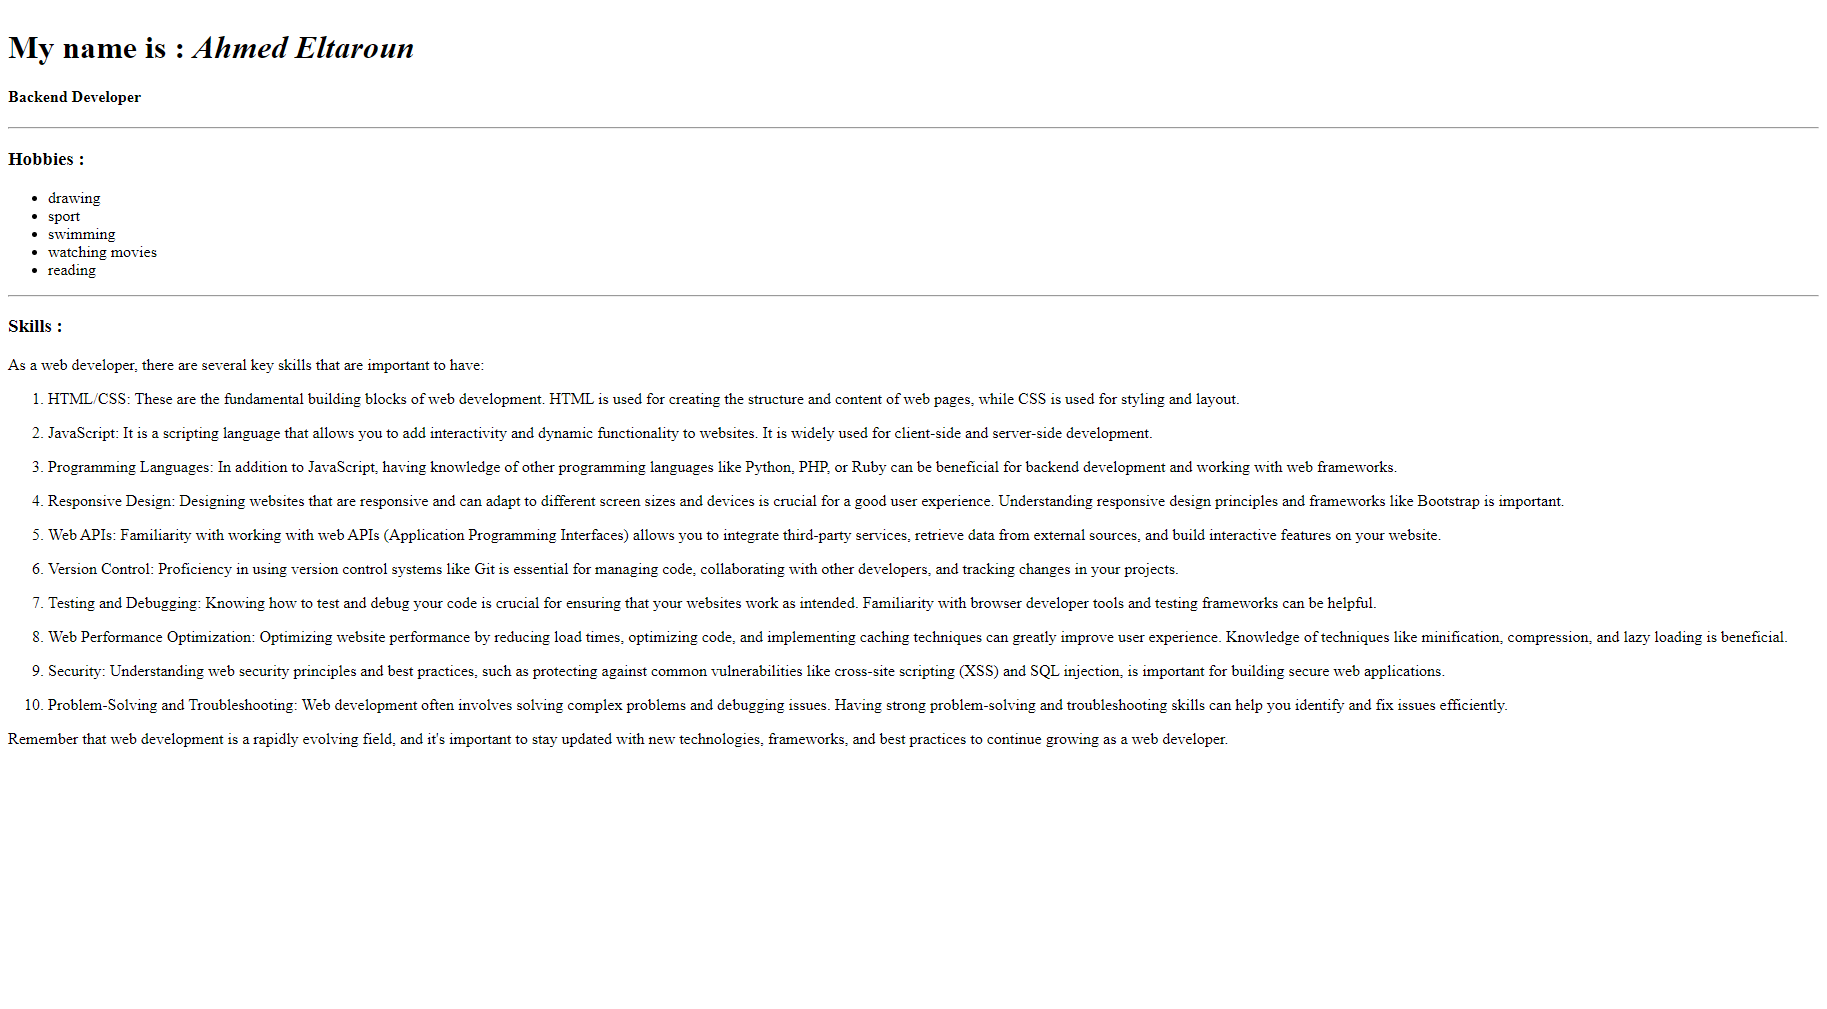 My name is : Ahmed Eltaroun
Backend Developer
Hobbies :
• drawing
• sport
• swimming
• watching movies
• reading
Skills :
As a web developer, there are several key skills that are important to have:
1. HTML/CSS: These are the fundamental building blocks of web development. HTML is used for creating the structure and content of web pages, while CSS is used for styling and layout.
2. JavaScript: It is a scripting language that allows you to add interactivity and dynamic functionality to websites. It is widely used for client-side and server-side development.
3. Programming Languages: In addition to JavaScript, having knowledge of other programming languages like Python, PHP, or Ruby can be beneficial for backend development and working with web frameworks.
4. Responsive Design: Designing websites that are responsive and can adapt to different screen sizes and devices is crucial for a good user experience. Understanding responsive design principles and frameworks like Bootstrap is important.
5. Web APIs: Familiarity with working with web APIs (Application Programming Interfaces) allows you to integrate third-party services, retrieve data from external sources, and build interactive features on your website.
6. Version Control: Proficiency in using version control systems like Git is essential for managing code, collaborating with other developers, and tracking changes in your projects.
7. Testing and Debugging: Knowing how to test and debug your code is crucial for ensuring that your websites work as intended. Familiarity with browser developer tools and testing frameworks can be helpful.
8. Web Performance Optimization: Optimizing website performance by reducing load times, optimizing code, and implementing caching techniques can greatly improve user experience. Knowledge of techniques like minification, compression, and lazy loading is beneficial.
9. Security: Understanding web security principles and best practices, such as protecting against common vulnerabilities like cross-site scripting (XSS) and SQL injection, is important for building secure web applications.
10. Problem-Solving and Troubleshooting: Web development often involves solving complex problems and debugging issues. Having strong problem-solving and troubleshooting skills can help you identify and fix issues efficiently.
Remember that web development is a rapidly evolving field, and it's important to stay updated with new technologies, frameworks, and best practices to continue growing as a web developer.